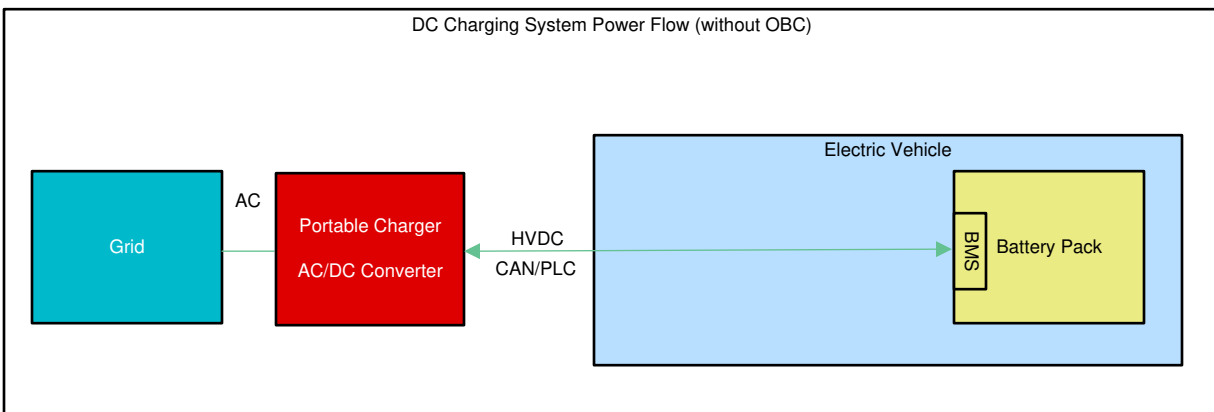 DC Charging System Power Flow (without OBC)
Electric Vehicle
AC
Grid
Portable Charger
AC/DC Converter
HVDC
CAN/PLC
BMS
Battery Pack